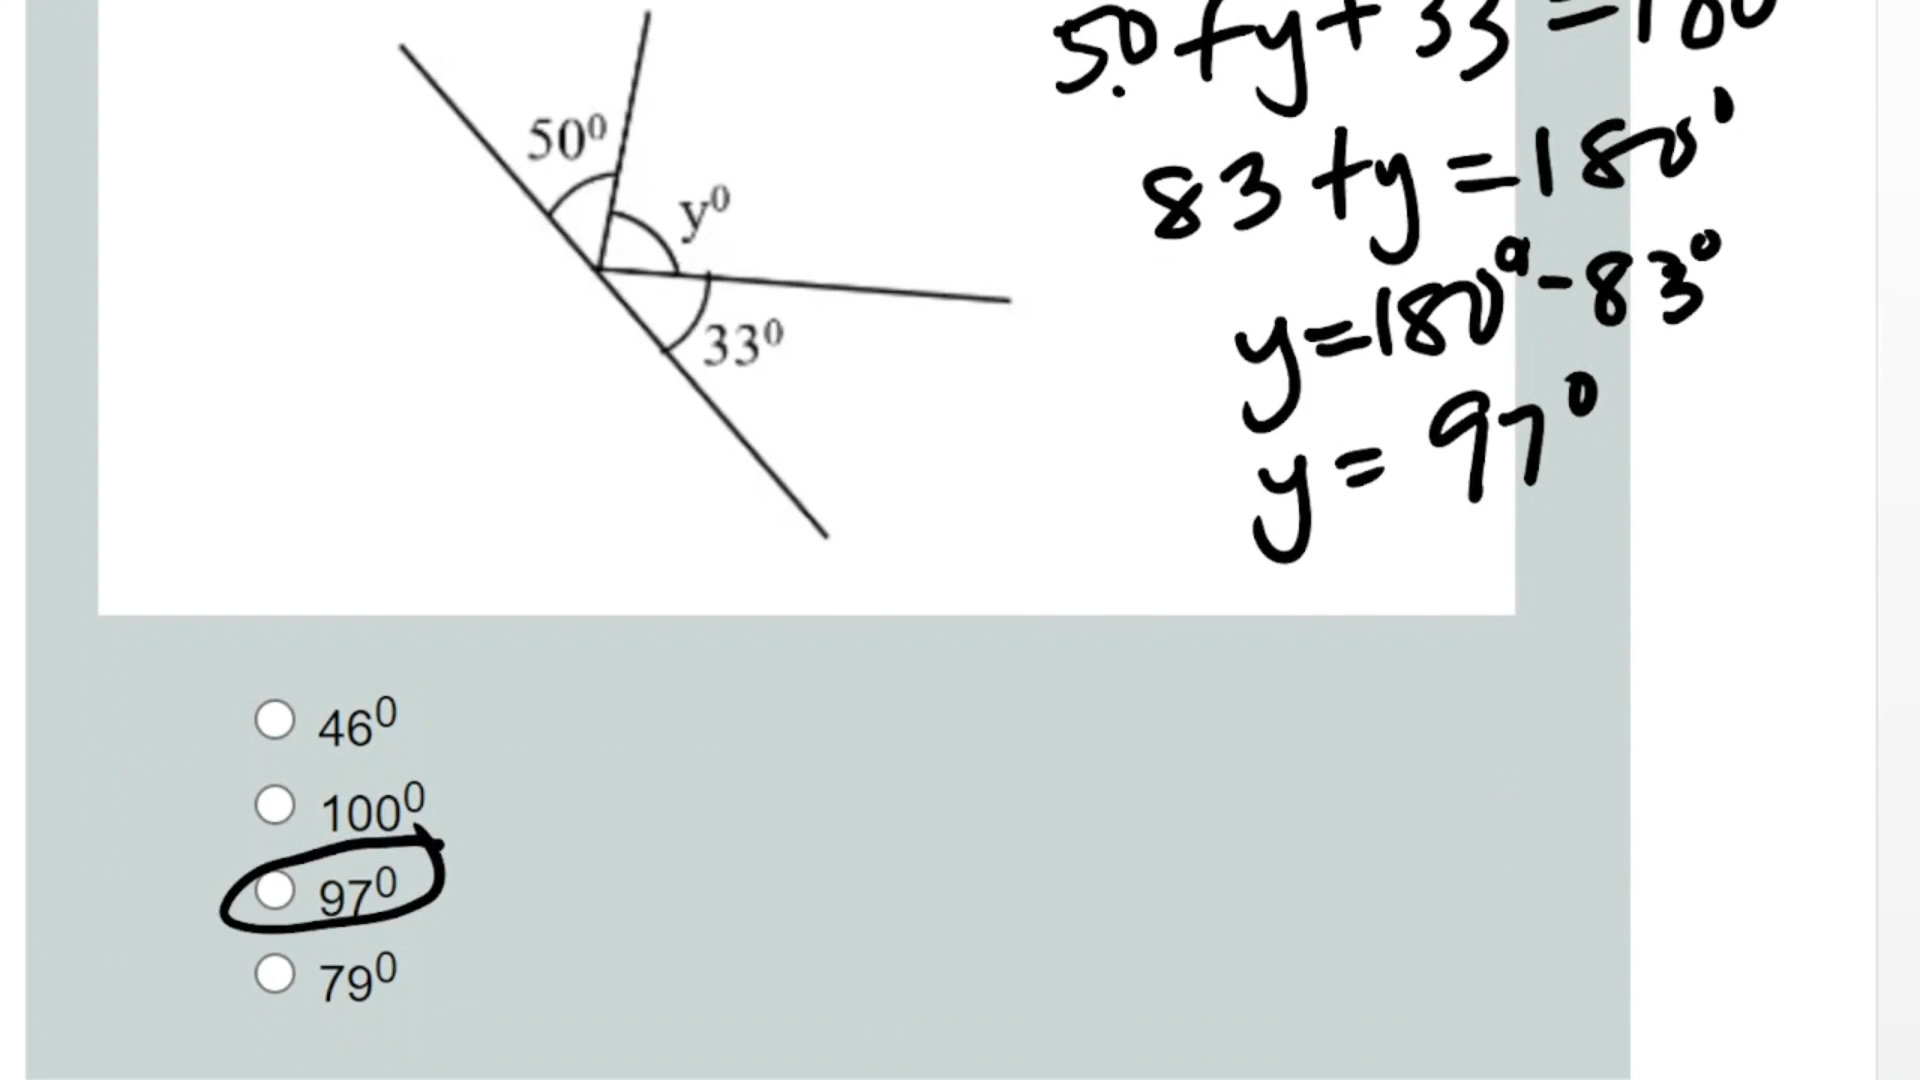 50+y+33=180
50⁰
83+y=180°
y⁰
y=180°-83°
33⁰
y=97°
46⁰
100⁰
97⁰
79⁰